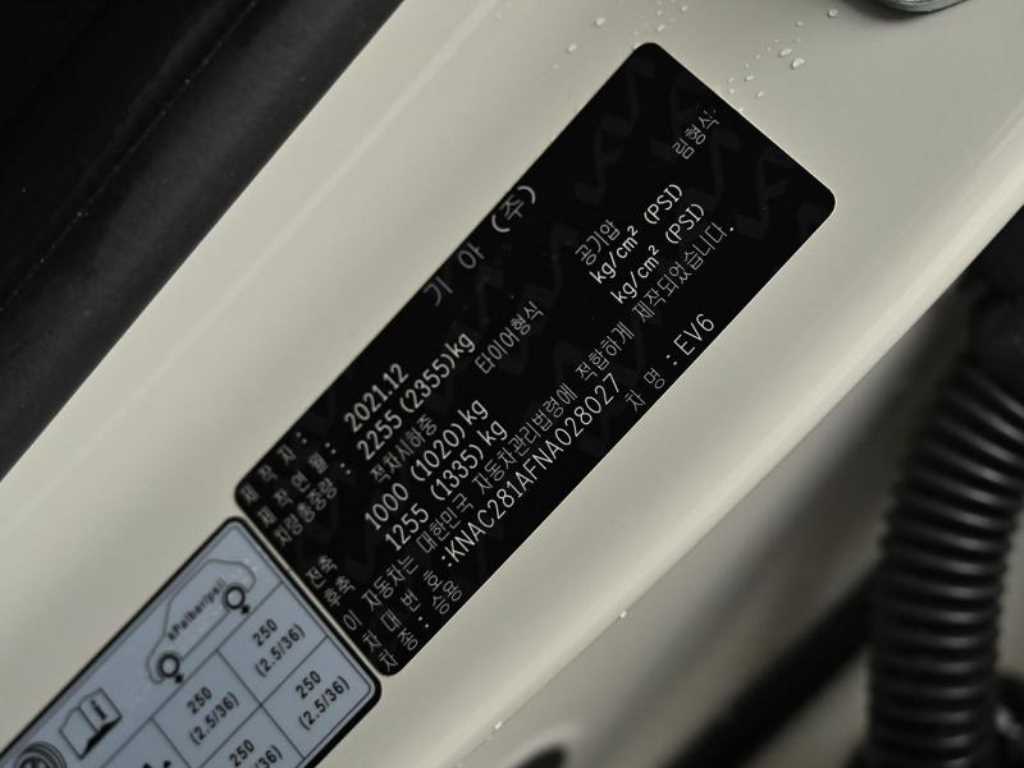 제 작 자 : 기 아 (주)
제 작 연 월 : 2021.12
차량총중량 : 2255 (2355)kg
착차시하중 타이어형식 림형식 공기압
전축 1000 (1020) kg kg/cm² (PSI)
후축 1255 (1335) kg kg/cm² (PSI)
이 자동차는 대한민국 자동차관리법령에 적합하게 제작되었습니다.
차 대 번 호 :KNAC281AFNA028027
차 종 : 승용 차 명 : EV6
kPa(bar/psi)
250 250
(2.5/36) (2.5/36)
250 250
(2.5/36)